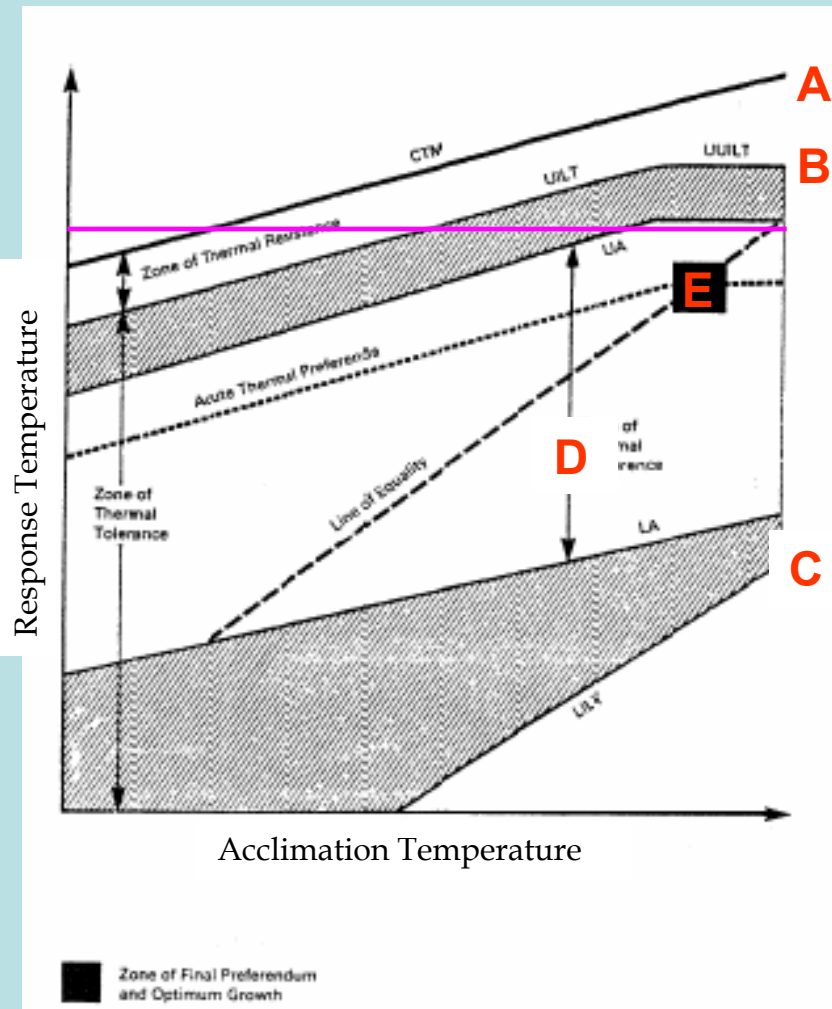 A
CTM
B
UUILT
UILT
Zone of Thermal Resistance
UA
E
Acute Thermal Preference
D
of
Line of Equality
Zone of
Thermal
Tolerance
LA
C
LILT
Response Temperature
Acclimation Temperature
Zone of Final Preferendum
and Optimum Growth